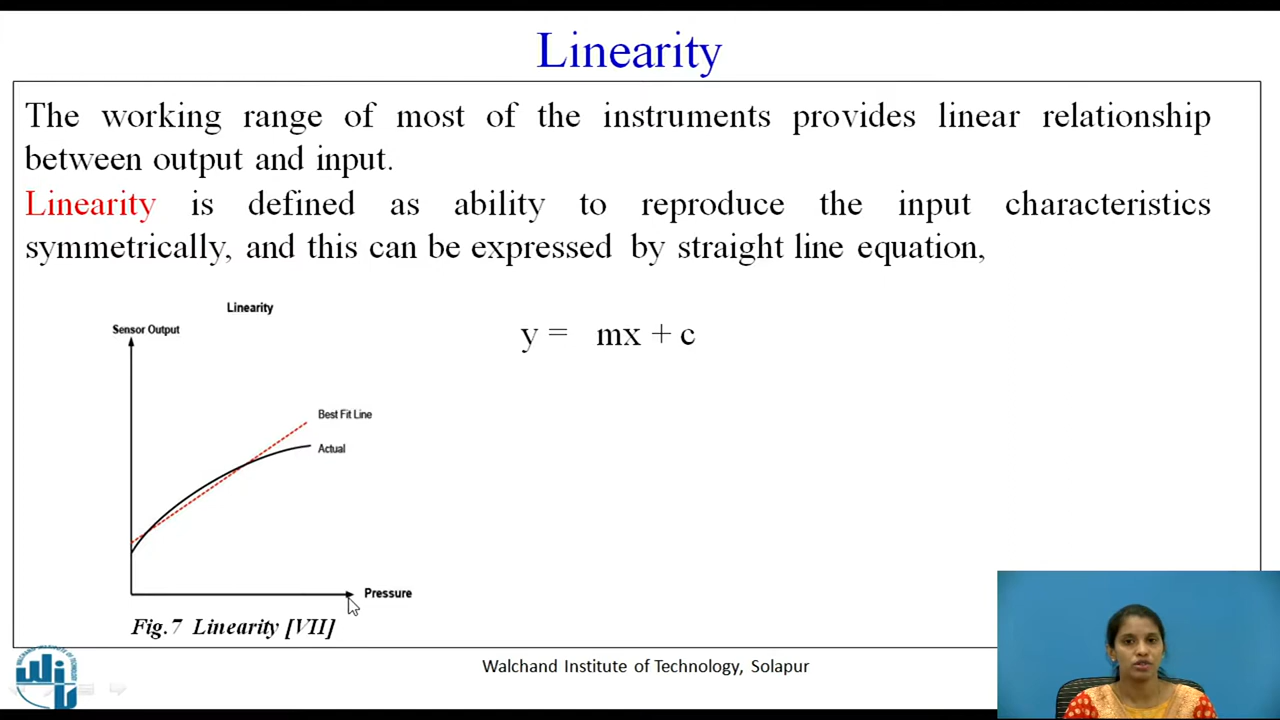 Linearity
The working range of most of the instruments provides linear relationship
between output and input.
Linearity is defined as ability to reproduce the input characteristics
symmetrically, and this can be expressed by straight line equation,
Linearity
Sensor Output
y = mx + c
Best Fit Line
Actual
Pressure
Fig.7 Linearity [VII]
Walchand Institute of Technology, Solapur